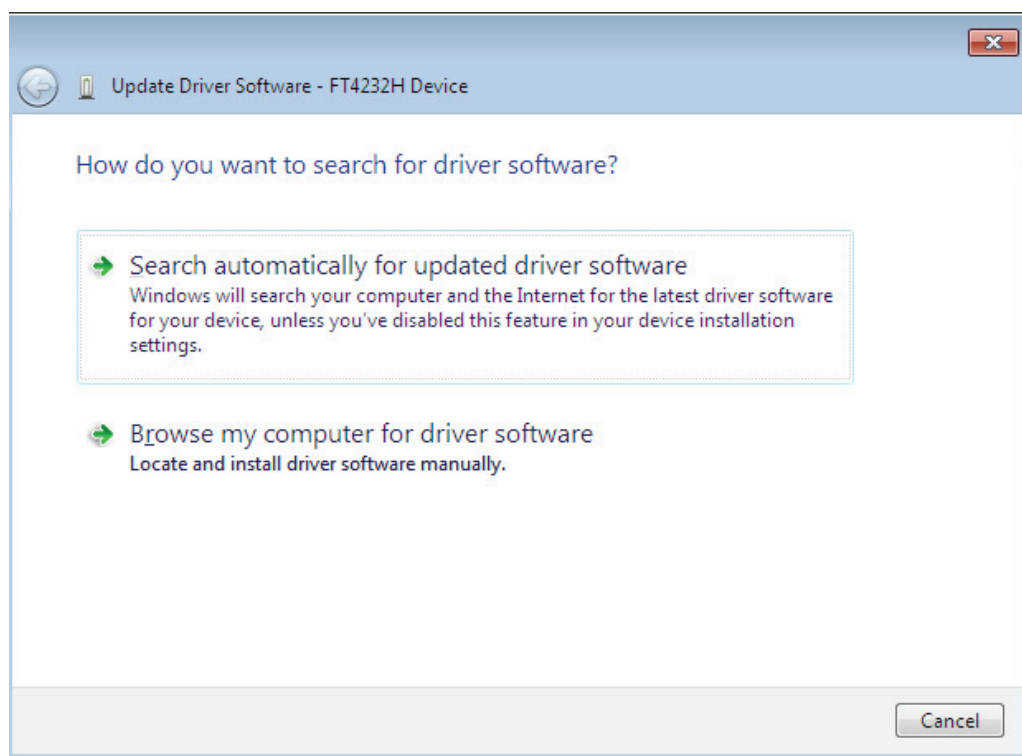 Update Driver Software - FT4232H Device
How do you want to search for driver software?
Search automatically for updated driver software
Windows will search your computer and the Internet for the latest driver software
for your device, unless you've disabled this feature in your device installation
settings.
Browse my computer for driver software
Locate and install driver software manually.
Cancel